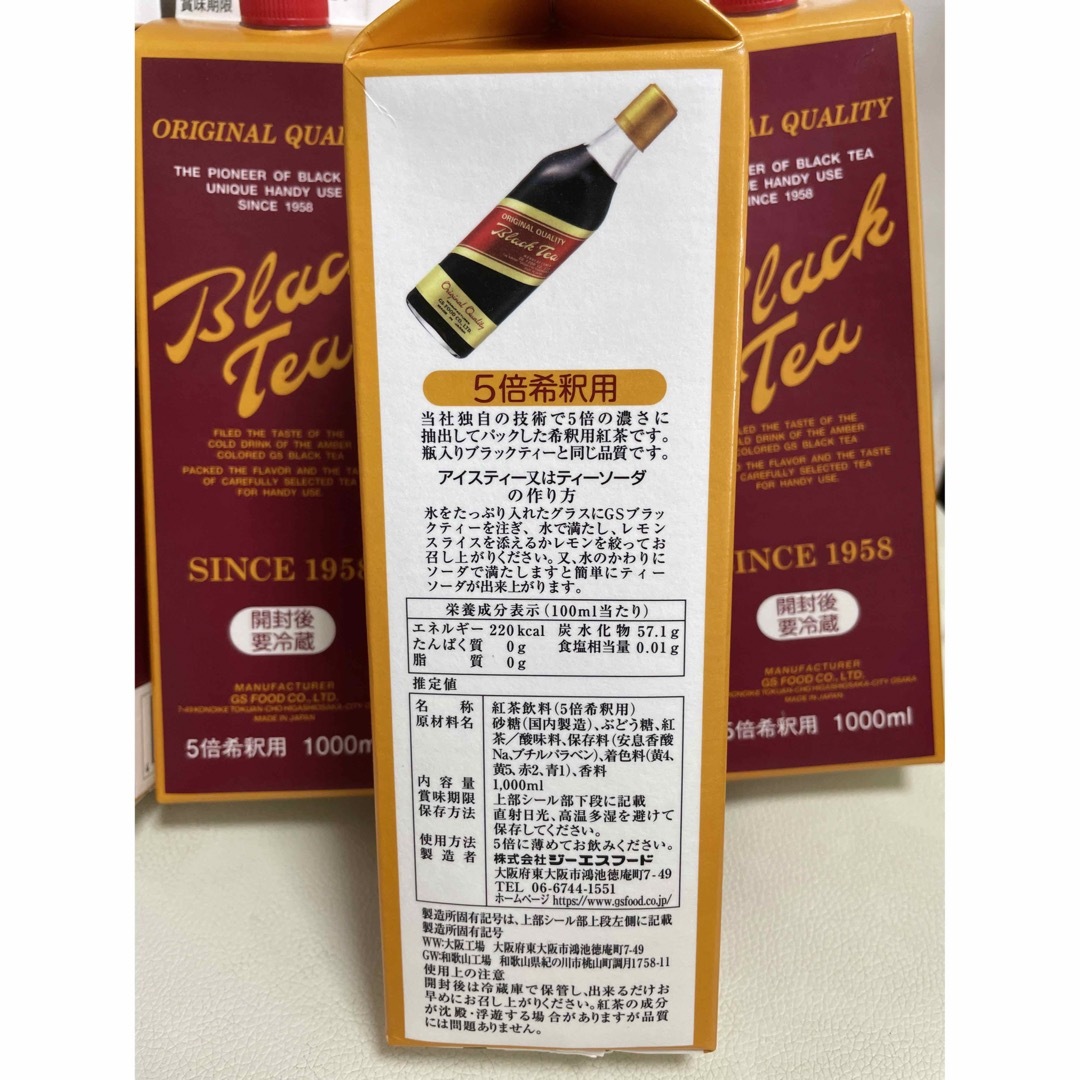 賞味期限
ORIGINAL QUAL
THE PIONEER OF BLACK
UNIQUE HANDY USE
SINCE 1958
Black
Tea
FILED THE TASTE OF THE
COLD DRINK OF THE AMBER
COLORED GS BLACK TEA
PACKED THE FLAVOR AND THE TA
OF CAREFULLY SELECTED TEA
FOR HANDY USE.
SINCE 1958
開封後
要冷蔵
MANUFACTURER
GS FOOD CO., LTD.
7-49 KONOIKE TOKUAN-CHO HIGASHIOSAKA-CITY
MADE IN JAPAN
5倍希釈用 1000m
ORIGINAL QUALITY
Black Tea
Original Quality
GS FOOD CO., LTD.
5倍希釈用
当社独自の技術で5倍の濃さに
抽出してパックした希釈用紅茶です。
瓶入りブラックティーと同じ品質です。
アイスティー又はティーソーダ
の作り方
氷をたっぷり入れたグラスにGSブラッ
クティーを注ぎ、水で満たし、レモン
スライスを添えるかレモンを絞ってお
召し上がりください。又、水のかわりに
ソーダで満たしますと簡単にティー
ソーダが出来上がります。
栄養成分表示(100ml当たり)
エネルギー 220kcal 炭水化物 57.1g
たんぱく質 0g 食塩相当量 0.01g
脂質 0g
推定値
名称 紅茶飲料(5倍希釈用)
原材料名 砂糖(国内製造)、ぶどう糖、紅
茶/酸味料、保存料(安息香酸
Na、ブチルパラベン)、着色料(黄4、
黄5、赤2、青1)、香料
内容量 1,000ml
賞味期限 上部シール部下段に記載
保存方法 直射日光、高温多湿を避けて
保存してください。
使用方法 5倍に薄めてお飲みください。
製造者 株式会社ジーエスフード
大阪府東大阪市鴻池徳庵町7-49
TEL 06-6744-1551
ホームページ https://www.gsfood.co.jp/
製造所固有記号は、上部シール部上段左側に記載
製造所固有記号
WW:大阪工場 大阪府東大阪市鴻池徳庵町7-49
GW:和歌山工場 和歌山県紀の川市桃山町調月1758-11
使用上の注意
開封後は冷蔵庫で保管し、出来るだけお
早めにお召し上がりください。紅茶の成分
が沈殿・浮遊する場合がありますが品質
には問題ありません。
AL QUALITY
ER OF BLACK TEA
E HANDY USE
INCE 1958
lack
Tea
ILED THE TASTE OF THE
OLD DRINK OF THE AMBER
COLORED GS BLACK TEA
D THE FLAVOR AND THE TASTE
OF CAREFULLY SELECTED TEA
FOR HANDY USE.
INCE 1958
開封後
要冷蔵
MANUFACTURER
GS FOOD CO., LTD.
KONOIKE TOKUAN-CHO HIGASHIOSAKA-CITY OSAKA
MADE IN JAPAN
5倍希釈用 1000ml